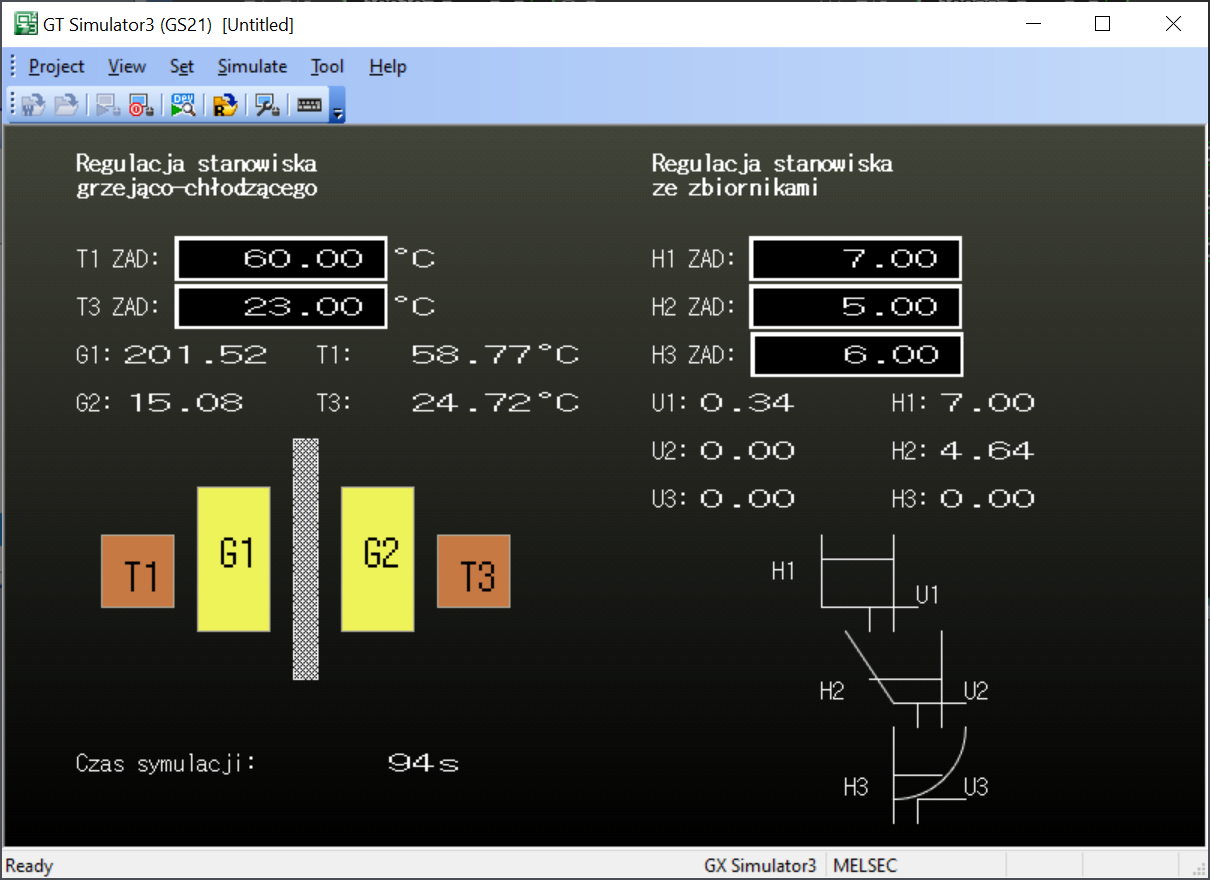 GT Simulator3 (GS21) [Untitled]
Project View Set Simulate Tool Help
Regulacja stanowiska
grzejąco-chłodzącego
T1 ZAD: 60.00 °C
T3 ZAD: 23.00 °C
G1: 201.52 T1: 58.77°C
G2: 15.08 T3: 24.72°C
T1 G1 G2 T3
Czas symulacji: 94s
Regulacja stanowiska
ze zbiornikami
H1 ZAD: 7.00
H2 ZAD: 5.00
H3 ZAD: 6.00
U1: 0.34 H1: 7.00
U2: 0.00 H2: 4.64
U3: 0.00 H3: 0.00
H1 U1
H2 U2
H3 U3
Ready GX Simulator3 MELSEC